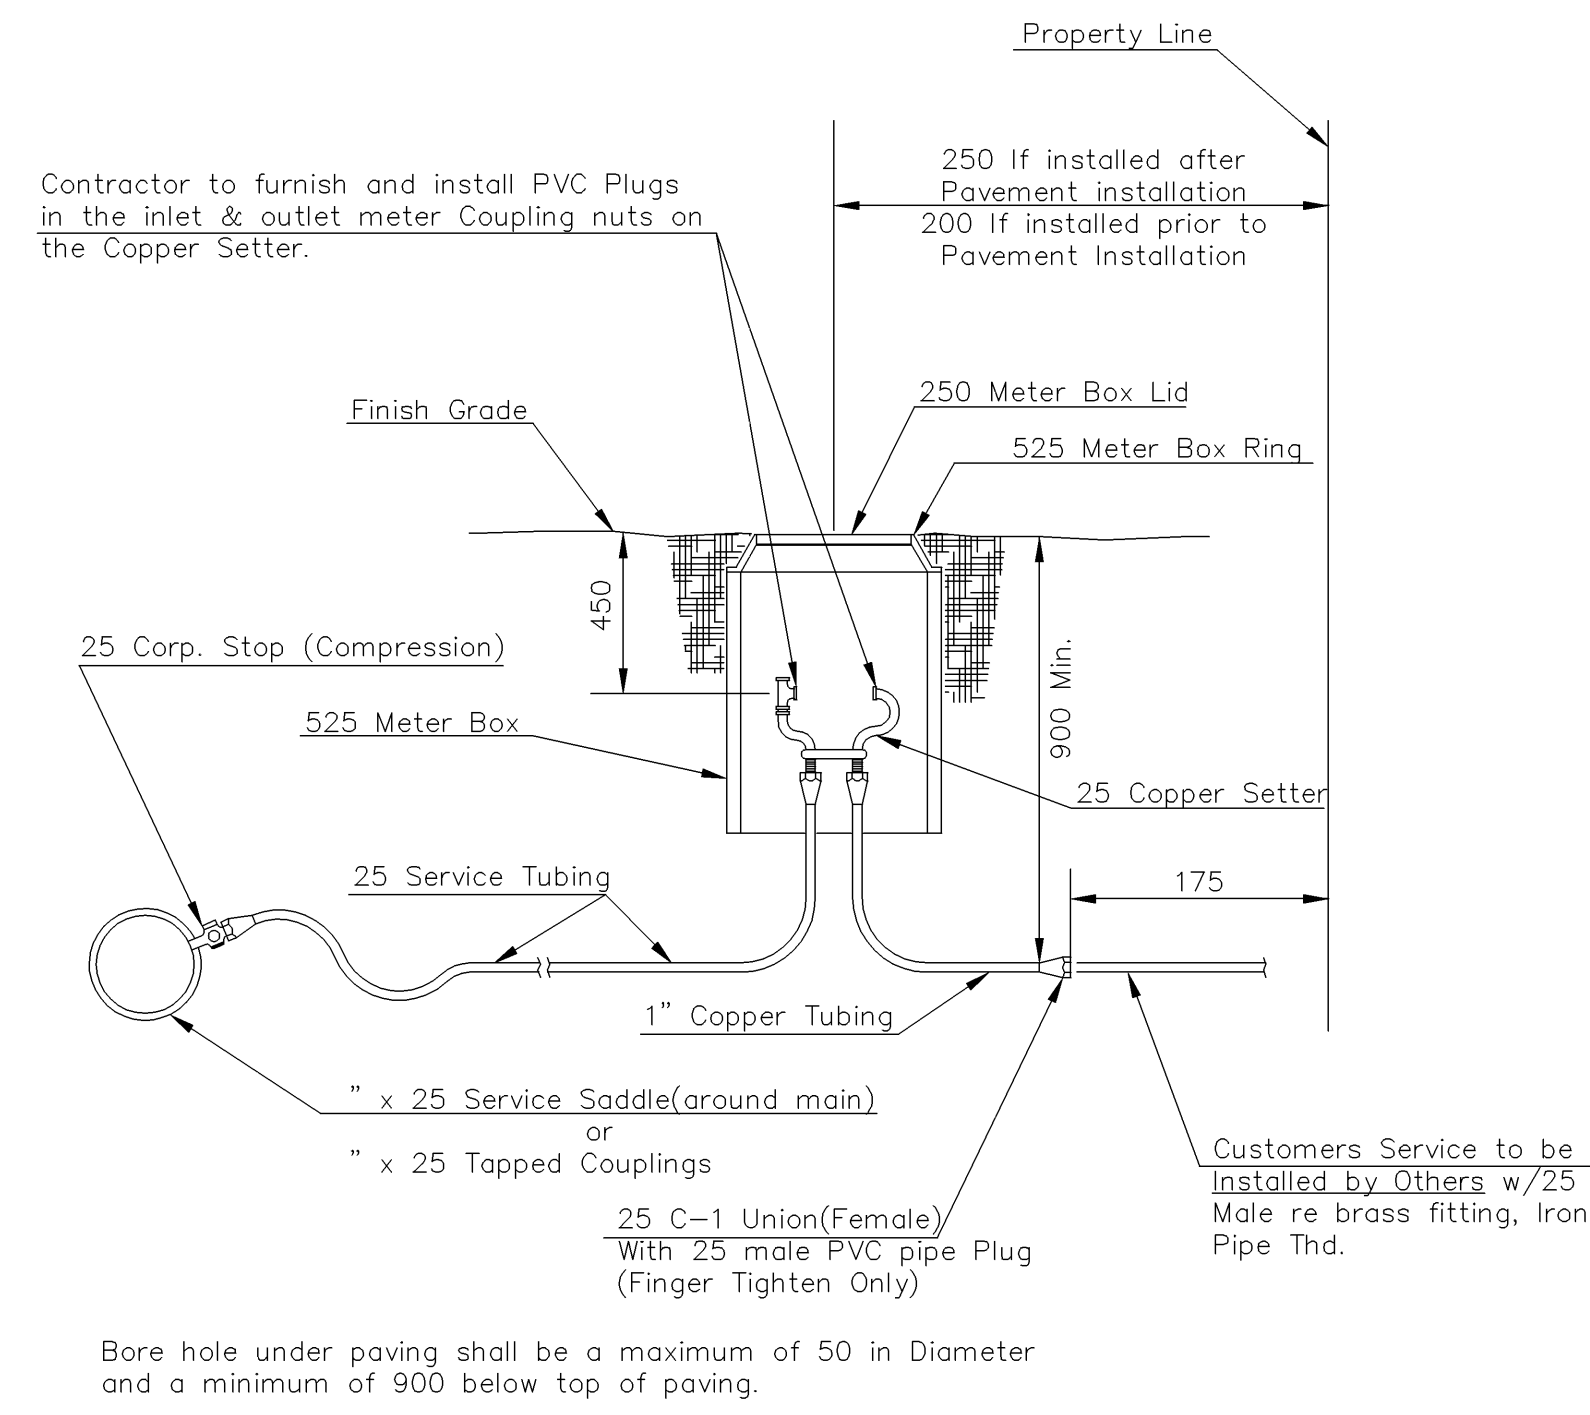 Property Line
250 If installed after
Pavement installation
200 If installed prior to
Pavement Installation
Contractor to furnish and install PVC Plugs
in the inlet & outlet meter Coupling nuts on
the Copper Setter.
Finish Grade
250 Meter Box Lid
525 Meter Box Ring
450
900 Min.
25 Corp. Stop (Compression)
525 Meter Box
25 Copper Setter
25 Service Tubing
175
1" Copper Tubing
" x 25 Service Saddle(around main)
or
" x 25 Tapped Couplings
25 C-1 Union(Female)
With 25 male PVC pipe Plug
(Finger Tighten Only)
Customers Service to be
Installed by Others w/25
Male re brass fitting, Iron
Pipe Thd.
Bore hole under paving shall be a maximum of 50 in Diameter
and a minimum of 900 below top of paving.